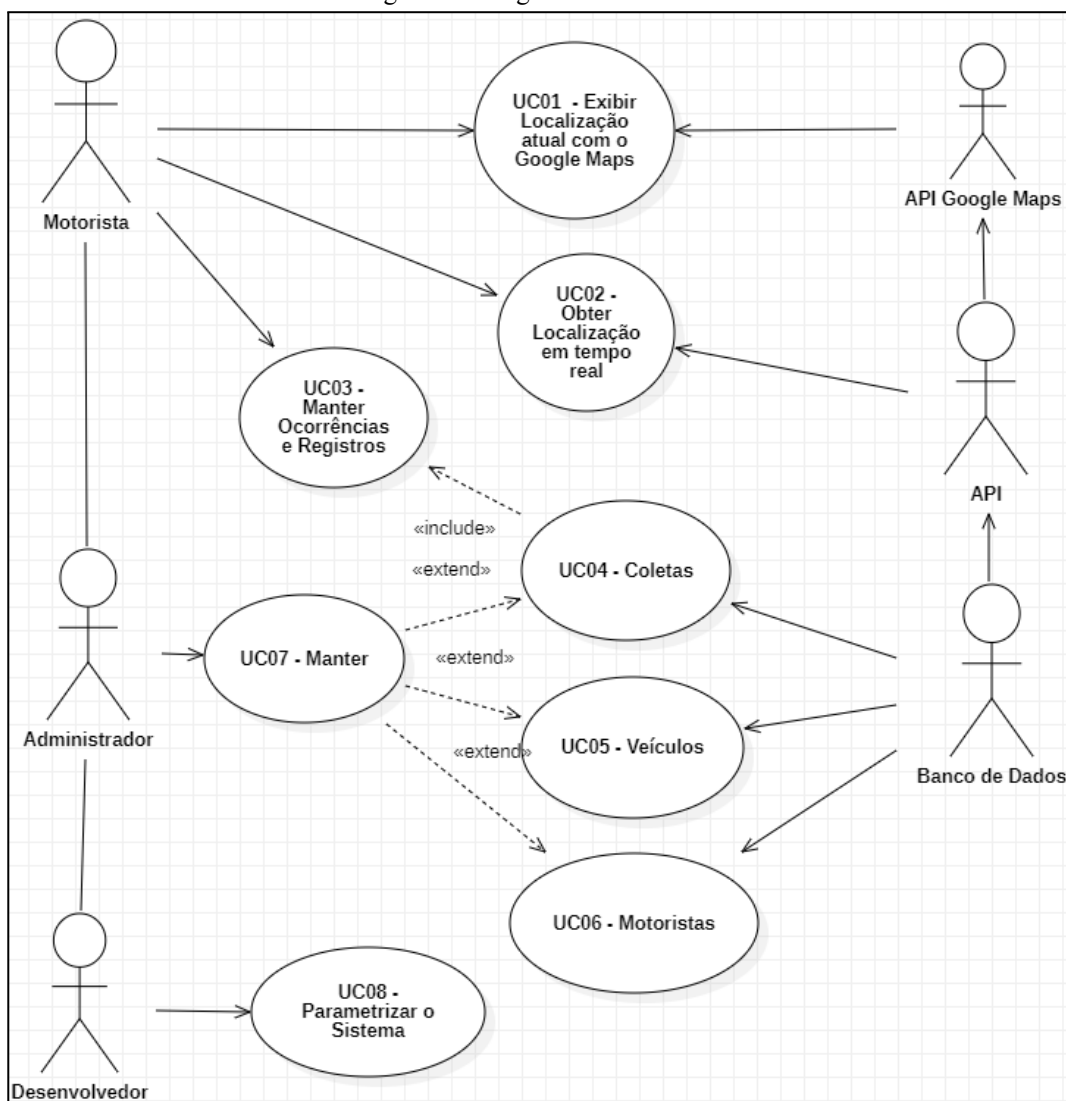 UC01 - Exibir
Localização
atual com o
Google Maps
Motorista
API Google Maps
UC02 -
Obter
Localização
em tempo
real
UC03 -
Manter
Ocorrências
e Registros
API
«include»
«extend»
UC04 - Coletas
UC07 - Manter
«extend»
Administrador
«extend»
UC05 - Veículos
Banco de Dados
UC06 - Motoristas
UC08 -
Parametrizar o
Sistema
Desenvolvedor